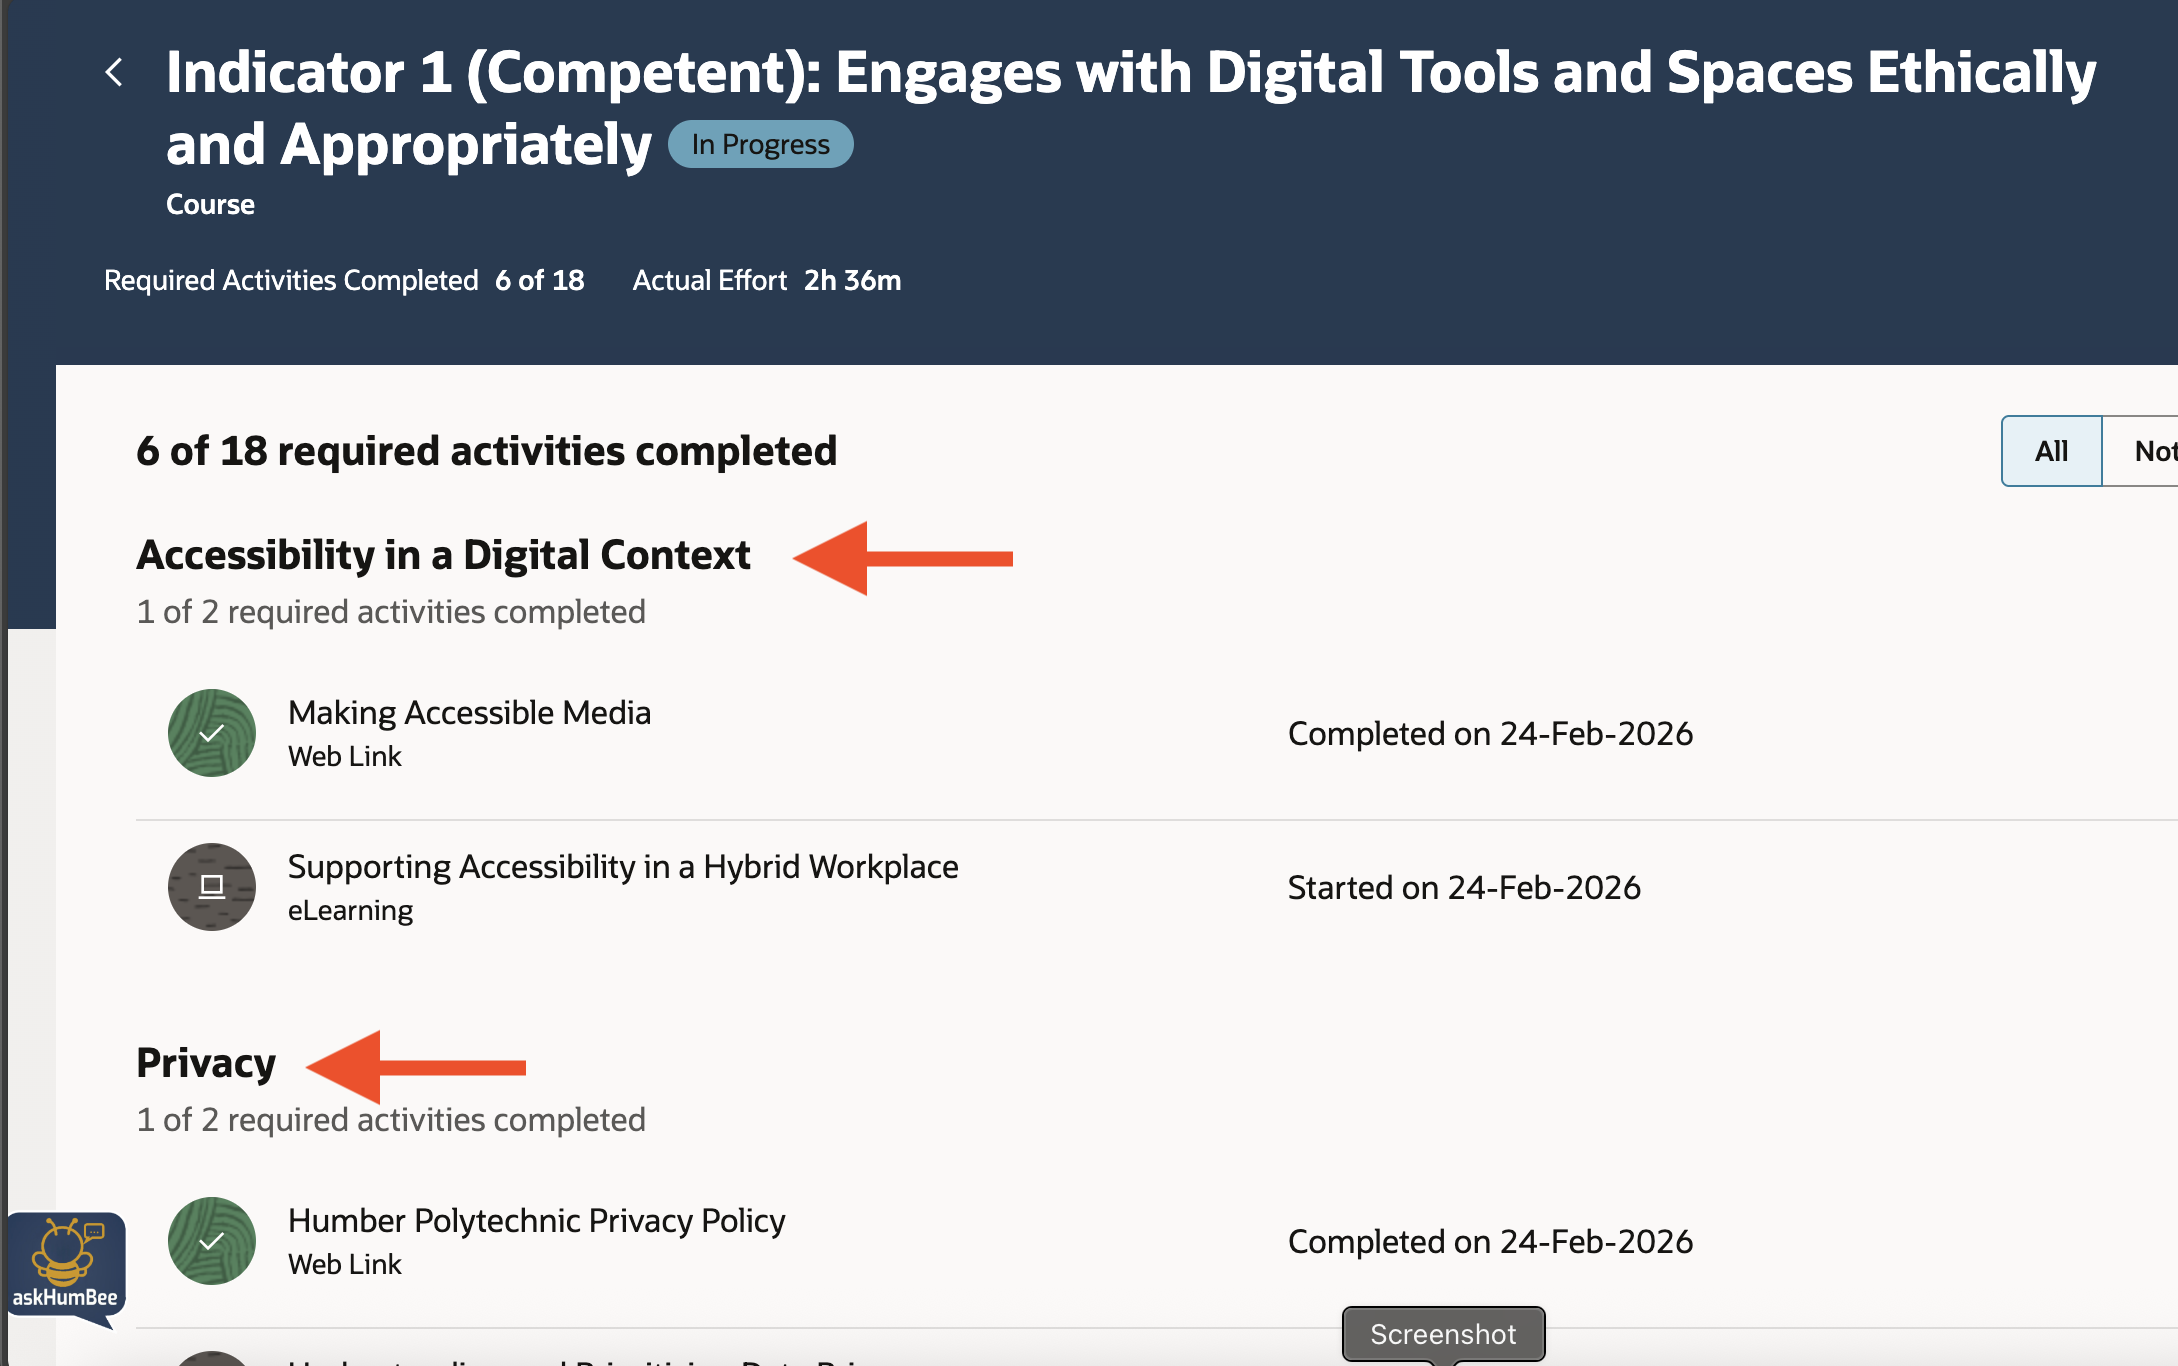 Indicator 1 (Competent): Engages with Digital Tools and Spaces Ethically
and Appropriately In Progress
Course
Required Activities Completed 6 of 18 Actual Effort 2h 36m
6 of 18 required activities completed
All Not
Accessibility in a Digital Context
1 of 2 required activities completed
Making Accessible Media
Web Link
Completed on 24-Feb-2026
Supporting Accessibility in a Hybrid Workplace
eLearning
Started on 24-Feb-2026
Privacy
1 of 2 required activities completed
Humber Polytechnic Privacy Policy
Web Link
Completed on 24-Feb-2026
askHumBee
Screenshot